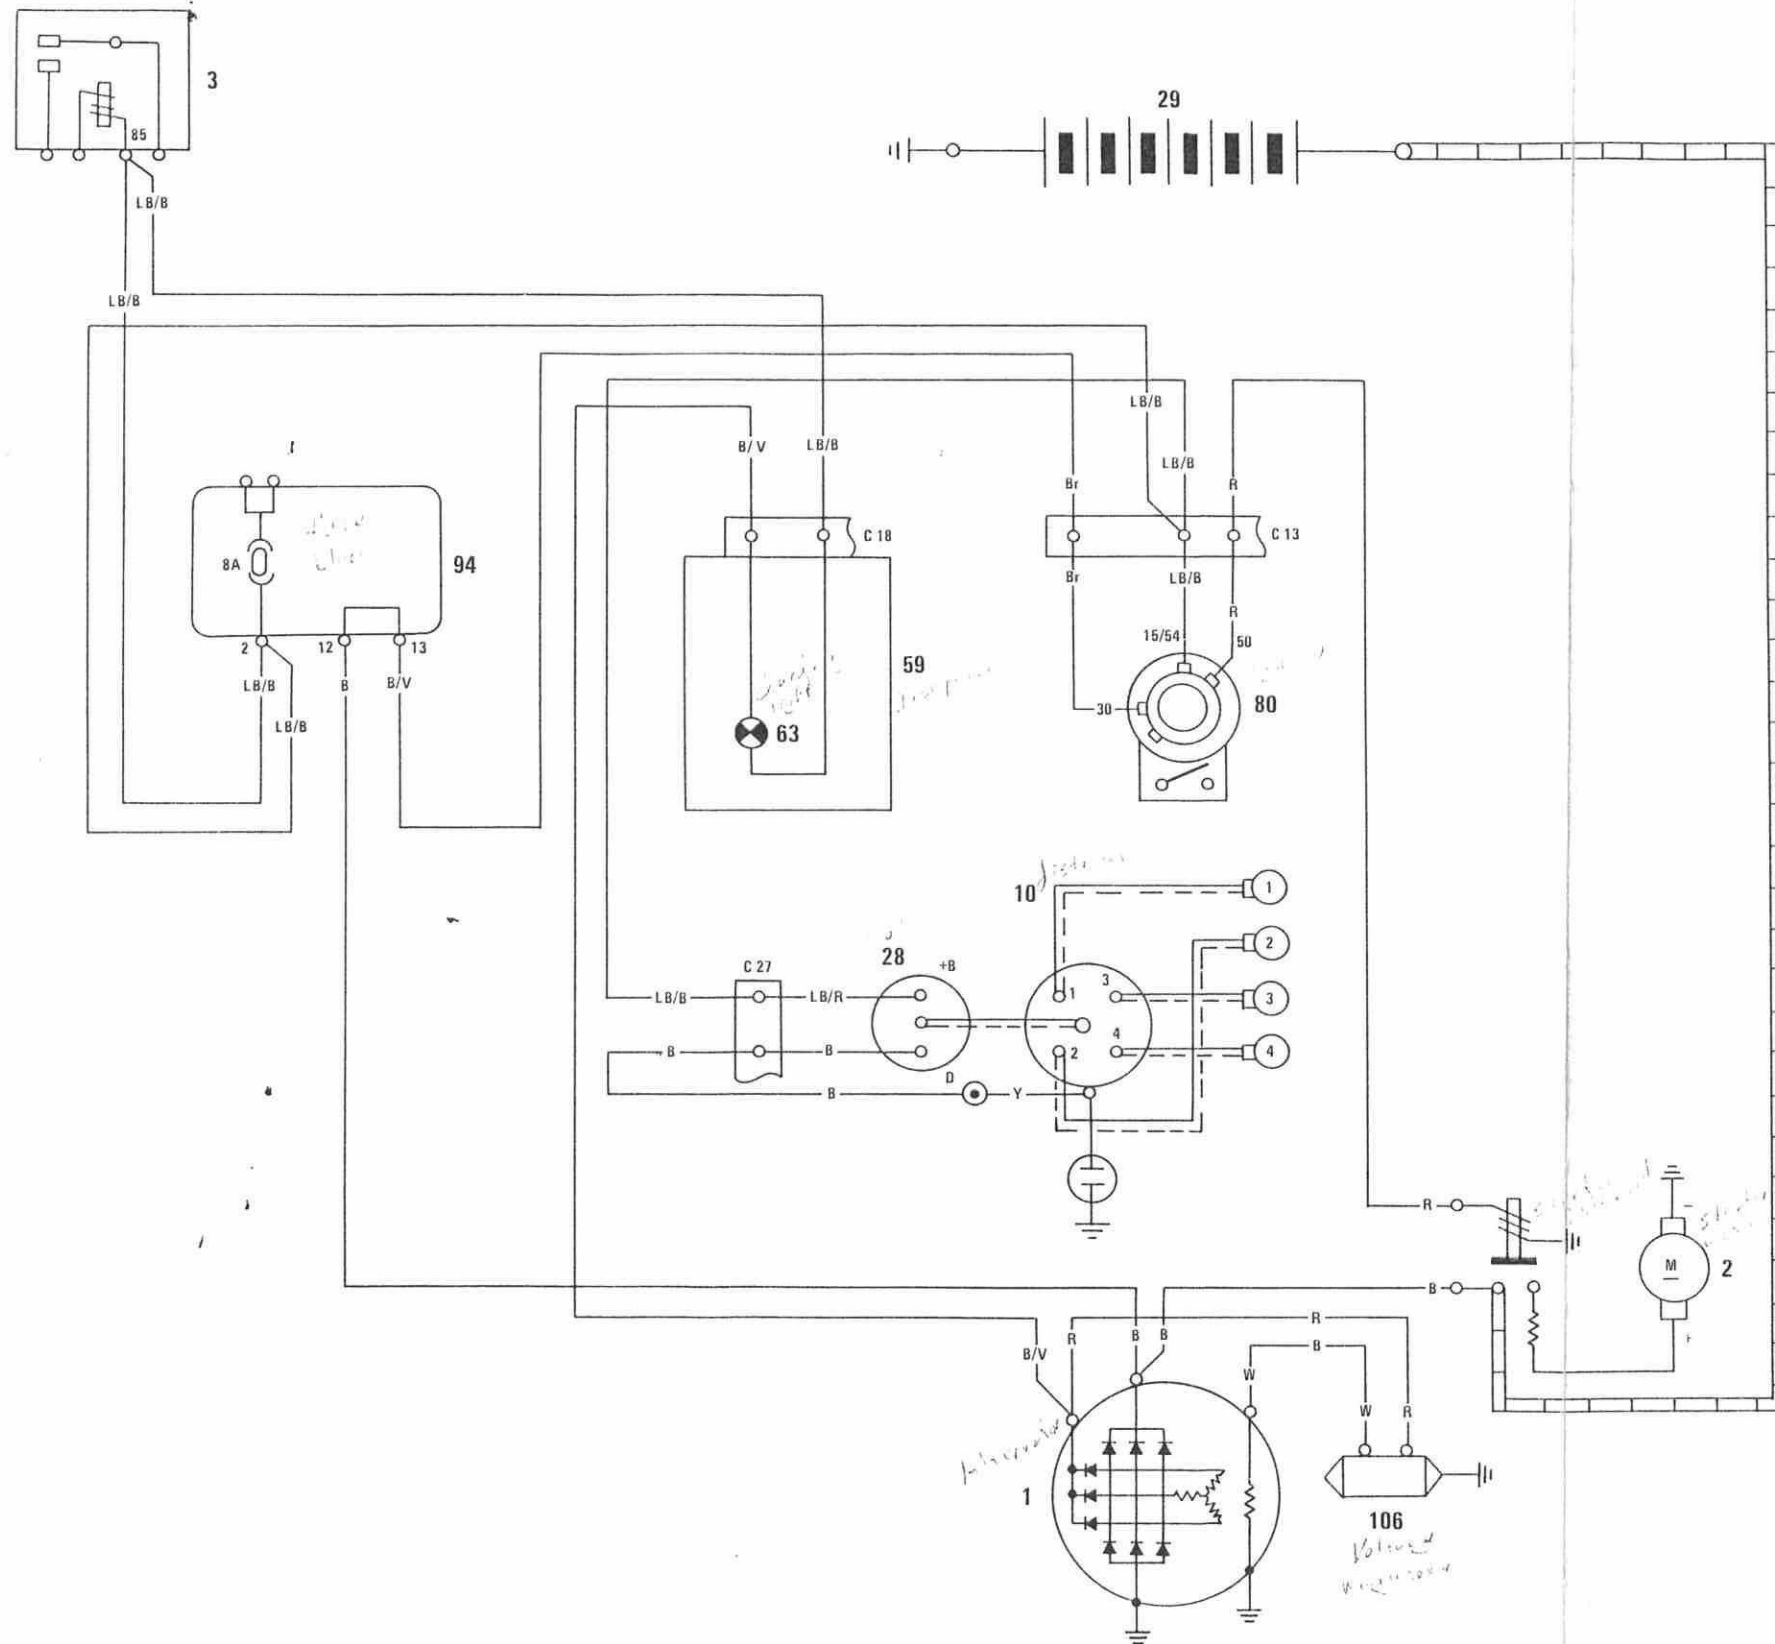 3
29
85
LB/B
LB/B
LB/B
B/V LB/B
LB/B
Br R
C 18 C 13
8A 94
Br LB/B
R
2 12 13
15/54 50
59
LB/B B B/V
LB/B
30 80
63
10 1
2
28 +B
C 27
LB/B LB/R 1 3 3
B B 2 4 4
D
B Y
R
M 2
B
R
B/V R B B B
W
W R
1
106
Voltage